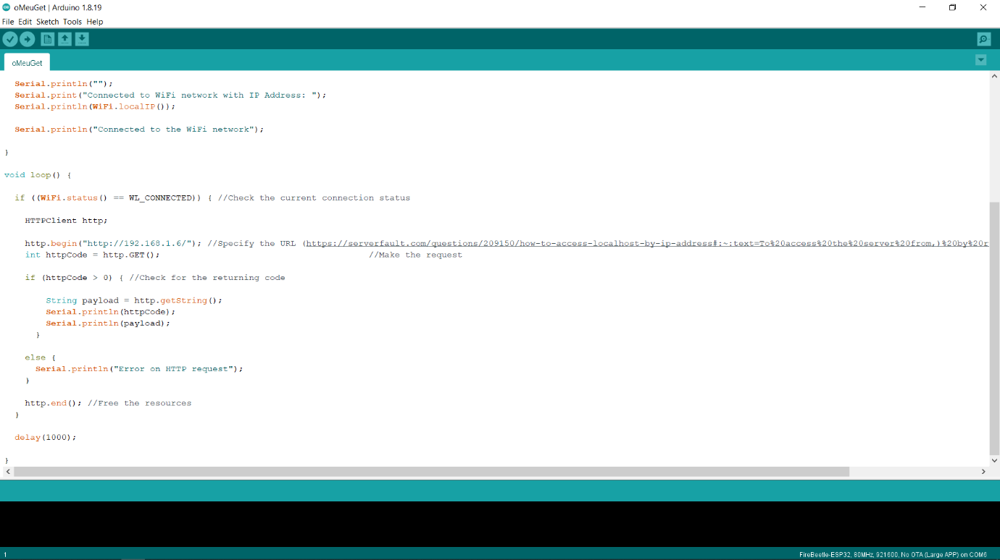 oMeuGet | Arduino 1.8.19
File Edit Sketch Tools Help
oMeuGet
Serial.println("");
Serial.print("Connected to WiFi network with IP Address: ");
Serial.println(WiFi.localIP());
Serial.println("Connected to the WiFi network");
}
void loop() {
if ((WiFi.status() == WL_CONNECTED)) { //Check the current connection status
HTTPClient http;
http.begin("http://192.168.1.6/"); //Specify the URL (https://serverfault.com/questions/209150/how-to-access-localhost-by-ip-address#:~:text=To%20access%20the%20server%20from,)%20by%20r
int httpCode = http.GET(); //Make the request
if (httpCode > 0) { //Check for the returning code
String payload = http.getString();
Serial.println(httpCode);
Serial.println(payload);
}
else {
Serial.println("Error on HTTP request");
}
http.end(); //Free the resources
}
delay(1000);
}
1 FireBeetle-ESP32, 80MHz, 921600, No OTA (Large APP) on COM6